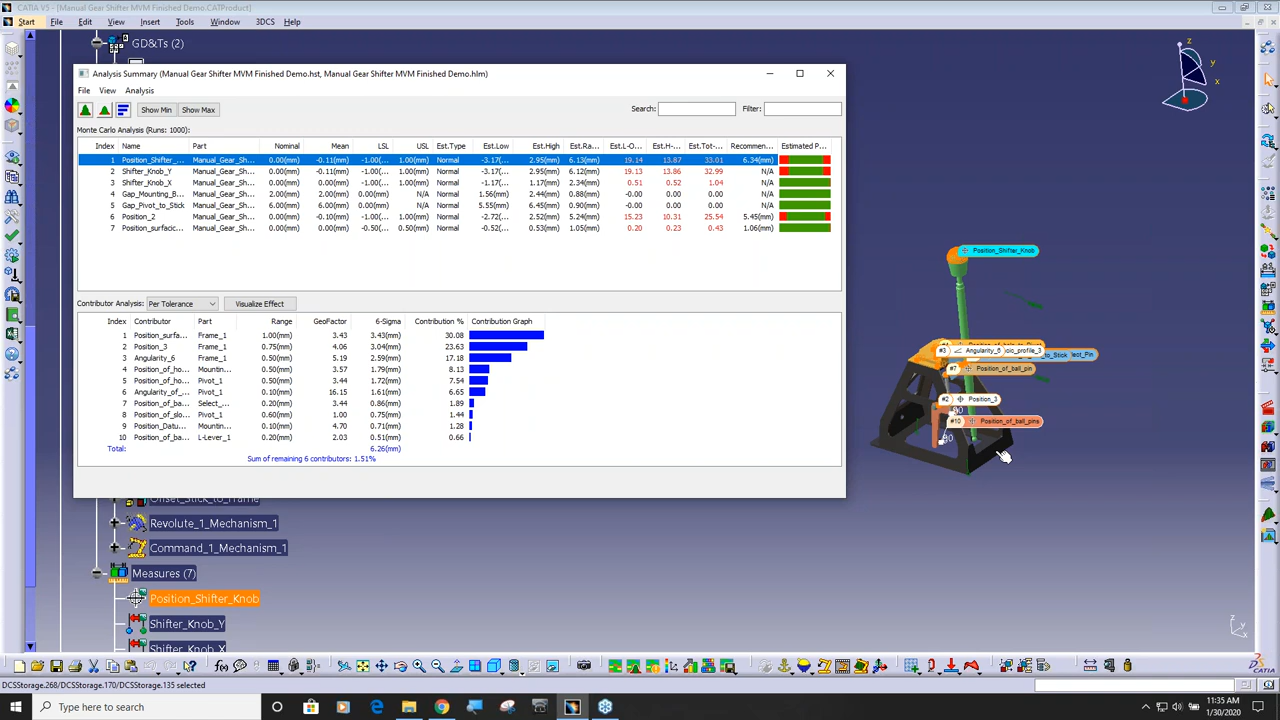 CATIA V5 - [Manual Gear Shifter MVM Finished Demo.CATProduct]
Start File Edit View Insert Tools Window 3DCS Help
GD&Ts (2)
Analysis Summary (Manual Gear Shifter MVM Finished Demo.hst, Manual Gear Shifter MVM Finished Demo.hlm)
File View Analysis
Show Min Show Max Search: Filter:
Monte Carlo Analysis (Runs: 1000):
Index Name Part Nominal Mean LSL USL Est.Type Est.Low Est.High Est.Ra... Est.L-O... Est.H-... Est.Tot-... Recommen... Estimated P...
1 Position_Shifter_... Manual_Gear_Sh... 0.00(mm) -0.11(mm) -1.00(... 1.00(mm) Normal -3.17(... 2.95(mm) 6.13(mm) 19.14 13.87 33.01 6.34(mm)
2 Shifter_Knob_Y Manual_Gear_Sh... 0.00(mm) -0.11(mm) -1.00(... 1.00(mm) Normal -3.17(... 2.95(mm) 6.12(mm) 19.13 13.86 32.99 N/A
3 Shifter_Knob_X Manual_Gear_Sh... 0.00(mm) 0.00(mm) -1.00(... 1.00(mm) Normal -1.17(... 1.17(mm) 2.34(mm) 0.51 0.52 1.04 N/A
4 Gap_Mounting_B... Manual_Gear_Sh... 2.00(mm) 2.00(mm) 0.00(m... N/A Normal 1.56(m... 2.44(mm) 0.88(mm) -0.00 0.00 -0.00 N/A
5 Gap_Pivot_to_Stick Manual_Gear_Sh... 6.00(mm) 6.00(mm) 0.00(m... N/A Normal 5.55(m... 6.45(mm) 0.90(mm) -0.00 0.00 -0.00 N/A
6 Position_2 Manual_Gear_Sh... 0.00(mm) -0.10(mm) -1.00(... 1.00(mm) Normal -2.72(... 2.52(mm) 5.24(mm) 15.23 10.31 25.54 5.45(mm)
7 Position_surfacic... Manual_Gear_Sh... 0.00(mm) 0.00(mm) -0.50(... 0.50(mm) Normal -0.52(... 0.53(mm) 1.05(mm) 0.20 0.23 0.43 1.06(mm)
Contributor Analysis: Per Tolerance Visualize Effect
Index Contributor Part Range GeoFactor 6-Sigma Contribution % Contribution Graph
1 Position_surfa... Frame_1 1.00(mm) 3.43 3.43(mm) 30.08
2 Position_3 Frame_1 0.75(mm) 4.06 3.04(mm) 23.63
3 Angularity_6 Frame_1 0.50(mm) 5.19 2.59(mm) 17.18
4 Position_of_ho... Mountin... 0.50(mm) 3.57 1.79(mm) 8.13
5 Position_of_ho... Pivot_1 0.50(mm) 3.44 1.72(mm) 7.54
6 Angularity_of_... Pivot_1 0.10(mm) 16.15 1.61(mm) 6.65
7 Position_of_ba... Select_... 0.20(mm) 3.44 0.86(mm) 1.89
8 Position_of_slo... Pivot_1 0.60(mm) 1.00 0.75(mm) 1.44
9 Position_Datu... Mountin... 0.10(mm) 4.70 0.71(mm) 1.28
10 Position_of_ba... L-Lever_1 0.20(mm) 2.03 0.51(mm) 0.66
Total: 6.26(mm)
Sum of remaining 6 contributors: 1.51%
Position_Shifter_Knob
#3 Angularity_6
#7 Position_of_ball_pin
#2 Position_3
#10 Position_of_ball_pins
Offset_Stick_to_Frame
Revolute_1_Mechanism_1
Command_1_Mechanism_1
Measures (7)
Position_Shifter_Knob
Shifter_Knob_Y
Shifter_Knob_X
DCSStorage.268/DCSStorage.170/DCSStorage.135 selected
Type here to search
11:35 AM
1/30/2020